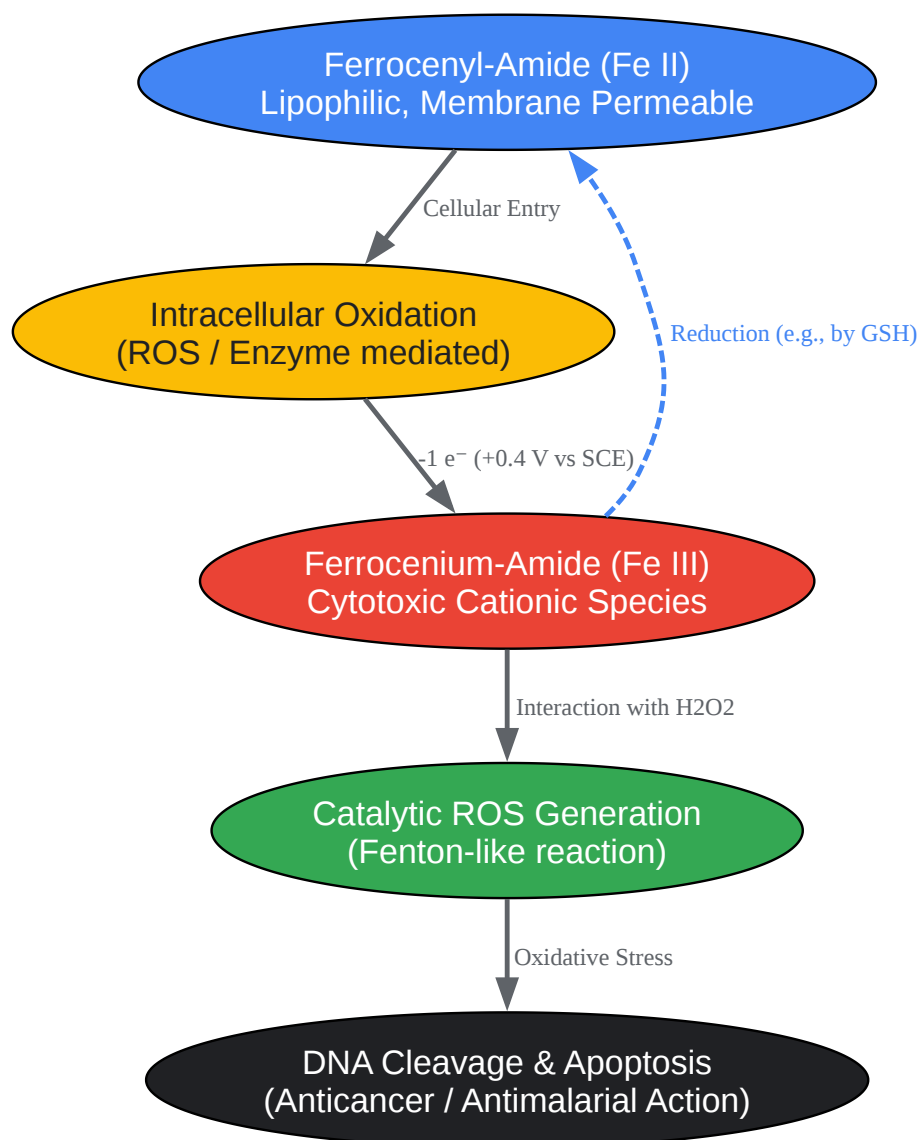 Ferrocenyl-Amide (Fe II)
Lipophilic, Membrane Permeable
Cellular Entry
Intracellular Oxidation
(ROS / Enzyme mediated)
Reduction (e.g., by GSH)
-1 e⁻ (+0.4 V vs SCE)
Ferrocenium-Amide (Fe III)
Cytotoxic Cationic Species
Interaction with H2O2
Catalytic ROS Generation
(Fenton-like reaction)
Oxidative Stress
DNA Cleavage & Apoptosis
(Anticancer / Antimalarial Action)